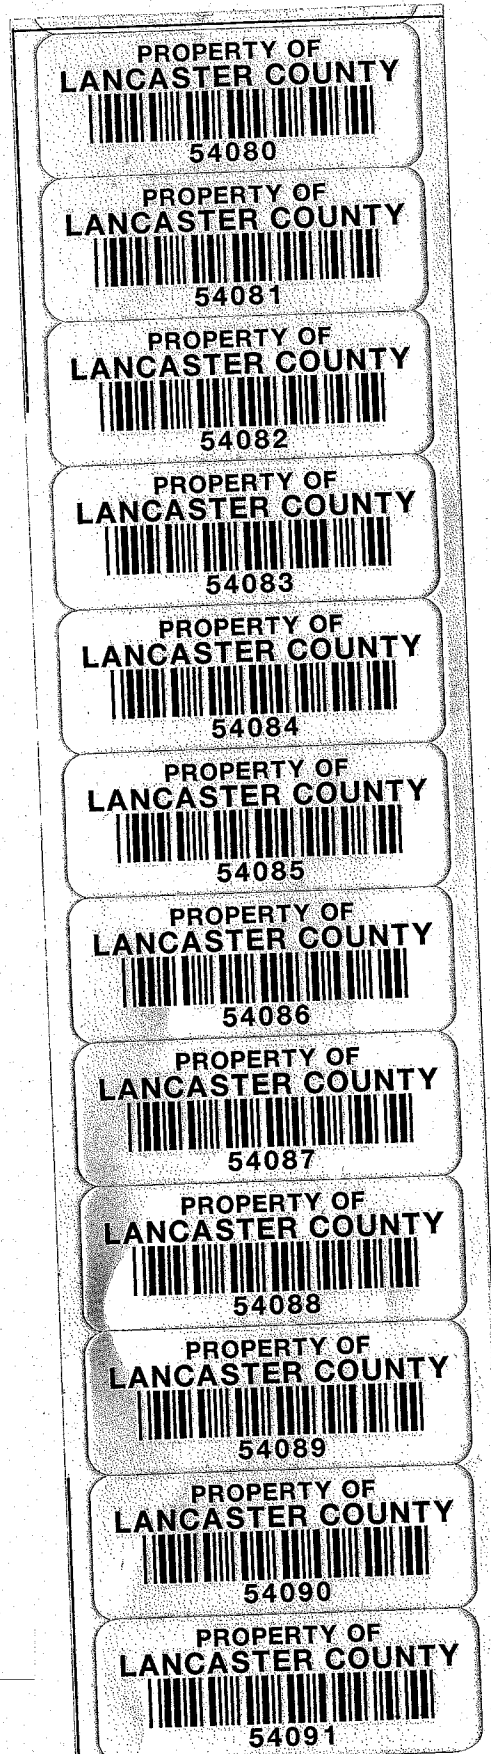 PROPERTY OF
LANCASTER COUNTY
54080
PROPERTY OF
LANCASTER COUNTY
54081
PROPERTY OF
LANCASTER COUNTY
54082
PROPERTY OF
LANCASTER COUNTY
54083
PROPERTY OF
LANCASTER COUNTY
54084
PROPERTY OF
LANCASTER COUNTY
54085
PROPERTY OF
LANCASTER COUNTY
54086
PROPERTY OF
LANCASTER COUNTY
54087
PROPERTY OF
LANCASTER COUNTY
54088
PROPERTY OF
LANCASTER COUNTY
54089
PROPERTY OF
LANCASTER COUNTY
54090
PROPERTY OF
LANCASTER COUNTY
54091